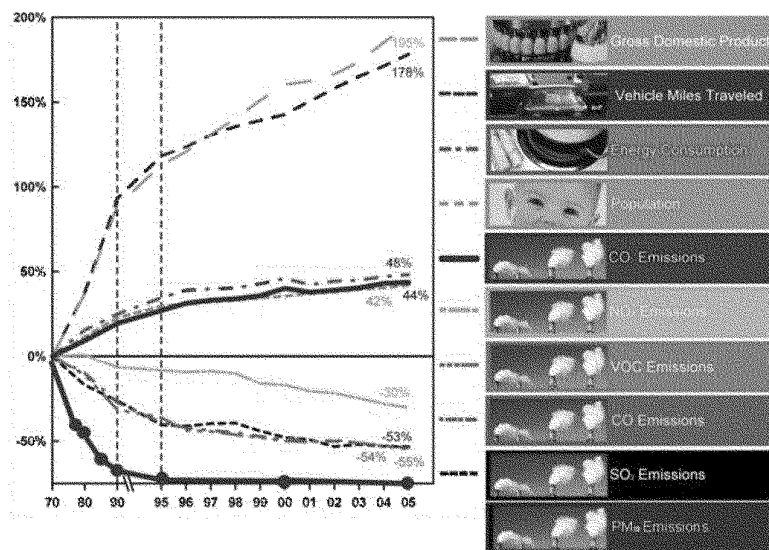 200%
150%
100%
50%
0%
-50%
195%
178%
48%
42%
44%
-30%
-53%
-54%
-55%
70 80 90 95 96 97 98 99 00 01 02 03 04 05
Gross Domestic Product
Vehicle Miles Traveled
Energy Consumption
Population
CO₂ Emissions
NOₓ Emissions
VOC Emissions
CO Emissions
SO₂ Emissions
PM₁₀ Emissions